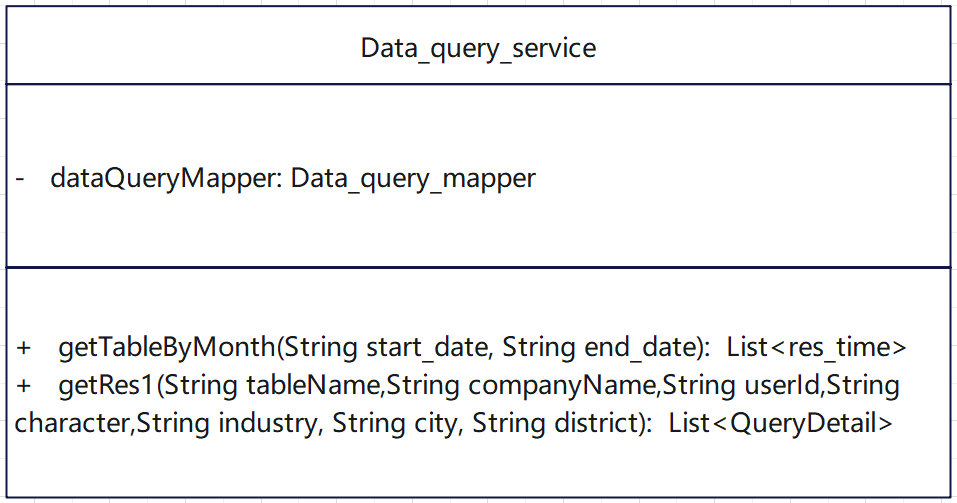 Data_query_service
- dataQueryMapper: Data_query_mapper
+ getTableByMonth(String start_date, String end_date): List<res_time>
+ getRes1(String tableName,String companyName,String userId,String
character,String industry, String city, String district): List<QueryDetail>